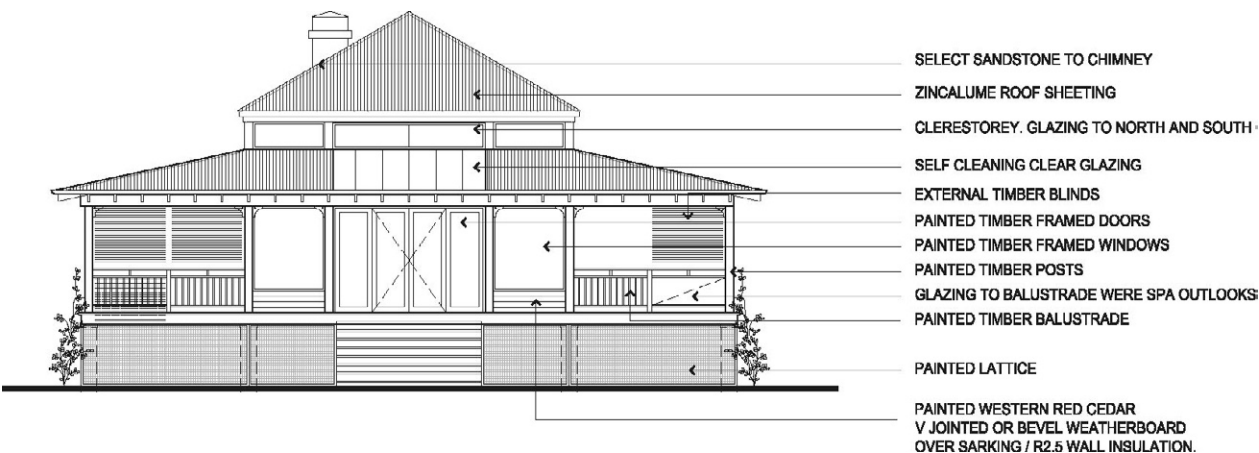 SELECT SANDSTONE TO CHIMNEY
ZINCALUME ROOF SHEETING
CLERESTOREY. GLAZING TO NORTH AND SOUTH
SELF CLEANING CLEAR GLAZING
EXTERNAL TIMBER BLINDS
PAINTED TIMBER FRAMED DOORS
PAINTED TIMBER FRAMED WINDOWS
PAINTED TIMBER POSTS
GLAZING TO BALUSTRADE WERE SPA OUTLOOKS
PAINTED TIMBER BALUSTRADE
PAINTED LATTICE
PAINTED WESTERN RED CEDAR
V JOINTED OR BEVEL WEATHERBOARD
OVER SARKING / R2.5 WALL INSULATION.